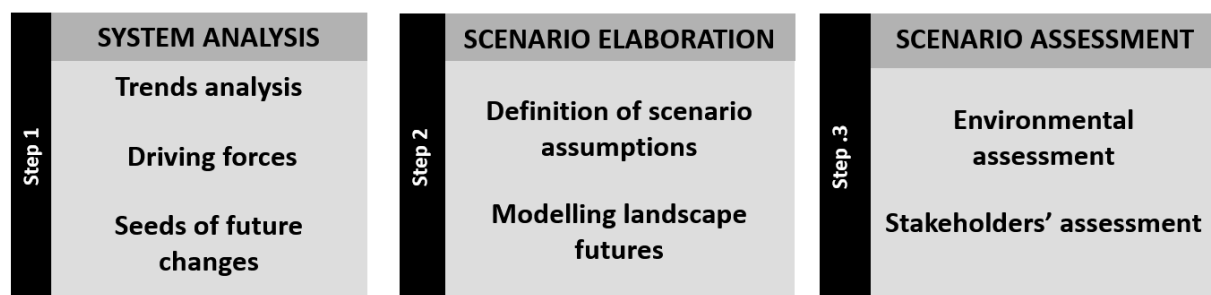 Step 1
SYSTEM ANALYSIS
Trends analysis
Driving forces
Seeds of future
changes
Step 2
SCENARIO ELABORATION
Definition of scenario
assumptions
Modelling landscape
futures
Step .3
SCENARIO ASSESSMENT
Environmental
assessment
Stakeholders’ assessment